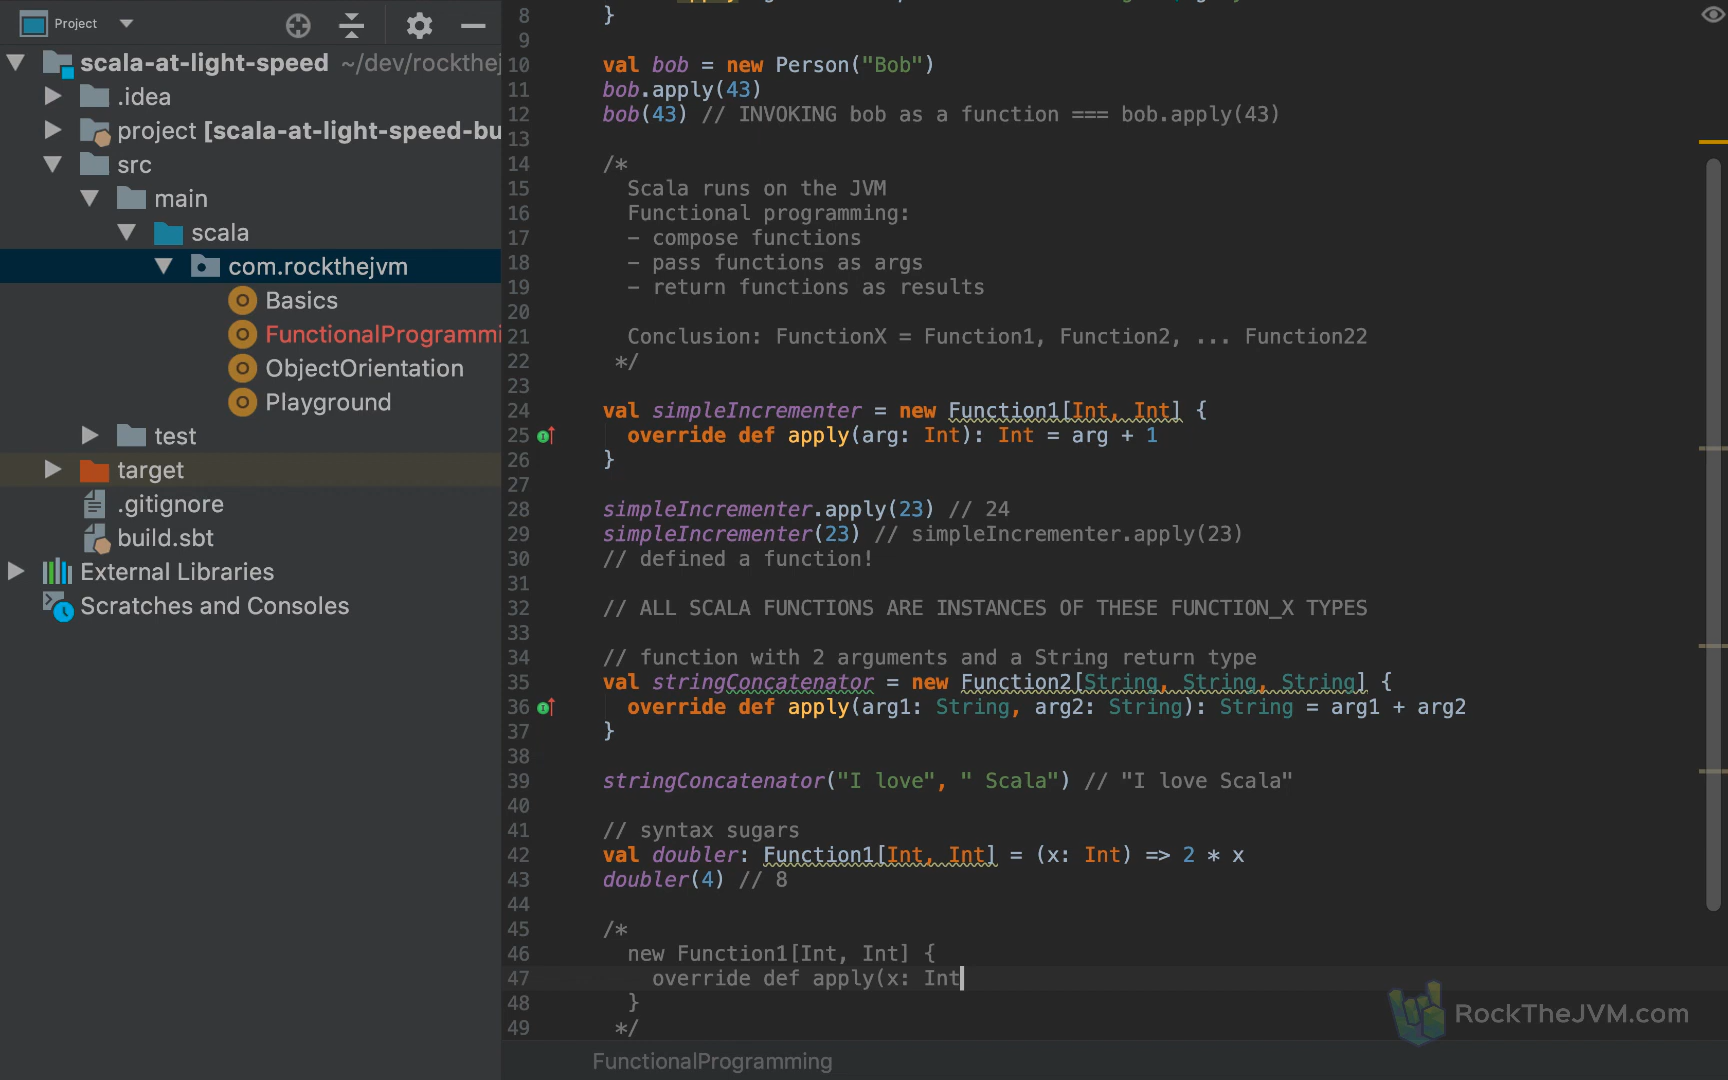 Project
scala-at-light-speed ~/dev/rockthej
.idea
project [scala-at-light-speed-bu
src
main
scala
com.rockthejvm
Basics
FunctionalProgrammi
ObjectOrientation
Playground
test
target
.gitignore
build.sbt
External Libraries
Scratches and Consoles
8 }
9
10 val bob = new Person("Bob")
11 bob.apply(43)
12 bob(43) // INVOKING bob as a function === bob.apply(43)
13
14 /*
15 Scala runs on the JVM
16 Functional programming:
17 - compose functions
18 - pass functions as args
19 - return functions as results
20
21 Conclusion: FunctionX = Function1, Function2, ... Function22
22 */
23
24 val simpleIncrementer = new Function1[Int, Int] {
25 override def apply(arg: Int): Int = arg + 1
26 }
27
28 simpleIncrementer.apply(23) // 24
29 simpleIncrementer(23) // simpleIncrementer.apply(23)
30 // defined a function!
31
32 // ALL SCALA FUNCTIONS ARE INSTANCES OF THESE FUNCTION_X TYPES
33
34 // function with 2 arguments and a String return type
35 val stringConcatenator = new Function2[String, String, String] {
36 override def apply(arg1: String, arg2: String): String = arg1 + arg2
37 }
38
39 stringConcatenator("I love", " Scala") // "I love Scala"
40
41 // syntax sugars
42 val doubler: Function1[Int, Int] = (x: Int) => 2 * x
43 doubler(4) // 8
44
45 /*
46 new Function1[Int, Int] {
47 override def apply(x: Int
48 }
49 */
RockTheJVM.com
FunctionalProgramming